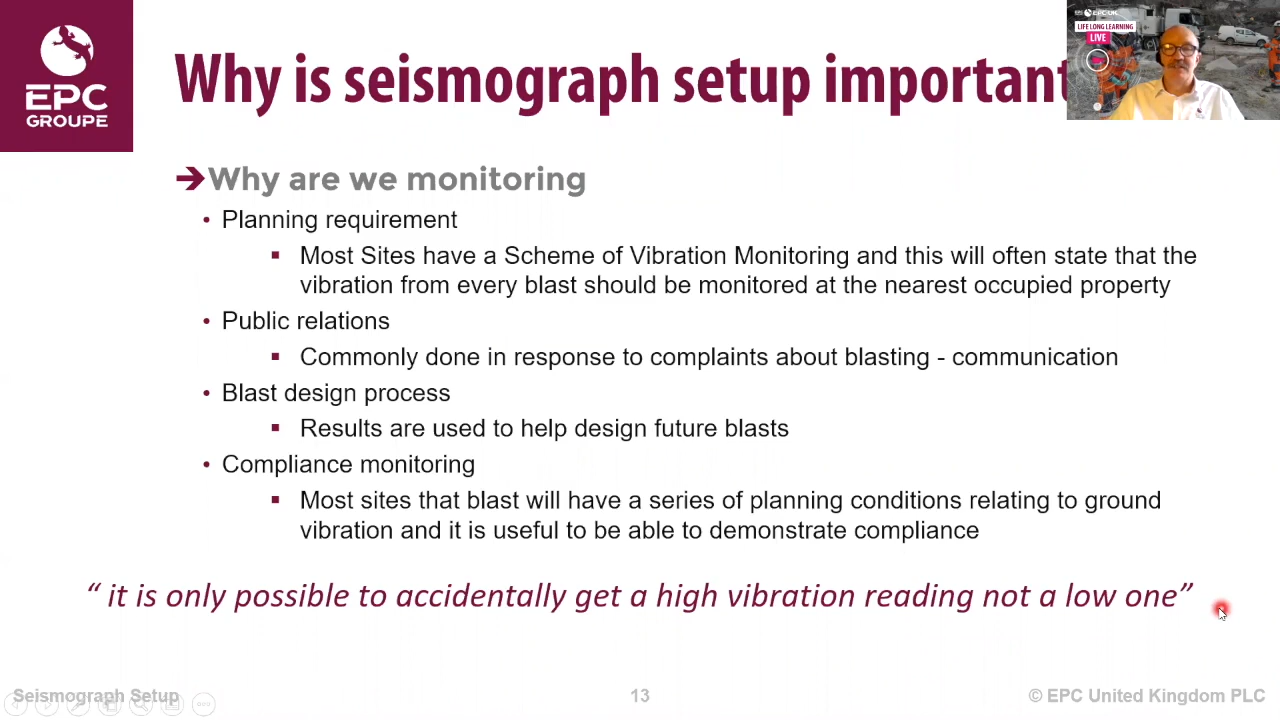 EPC
GROUPE
Why is seismograph setup important
EPC-UK
LIFE LONG LEARNING
LIVE
➔Why are we monitoring
• Planning requirement
▪ Most Sites have a Scheme of Vibration Monitoring and this will often state that the
vibration from every blast should be monitored at the nearest occupied property
• Public relations
▪ Commonly done in response to complaints about blasting - communication
• Blast design process
▪ Results are used to help design future blasts
• Compliance monitoring
▪ Most sites that blast will have a series of planning conditions relating to ground
vibration and it is useful to be able to demonstrate compliance
“ it is only possible to accidentally get a high vibration reading not a low one”
Seismograph Setup
13
© EPC United Kingdom PLC